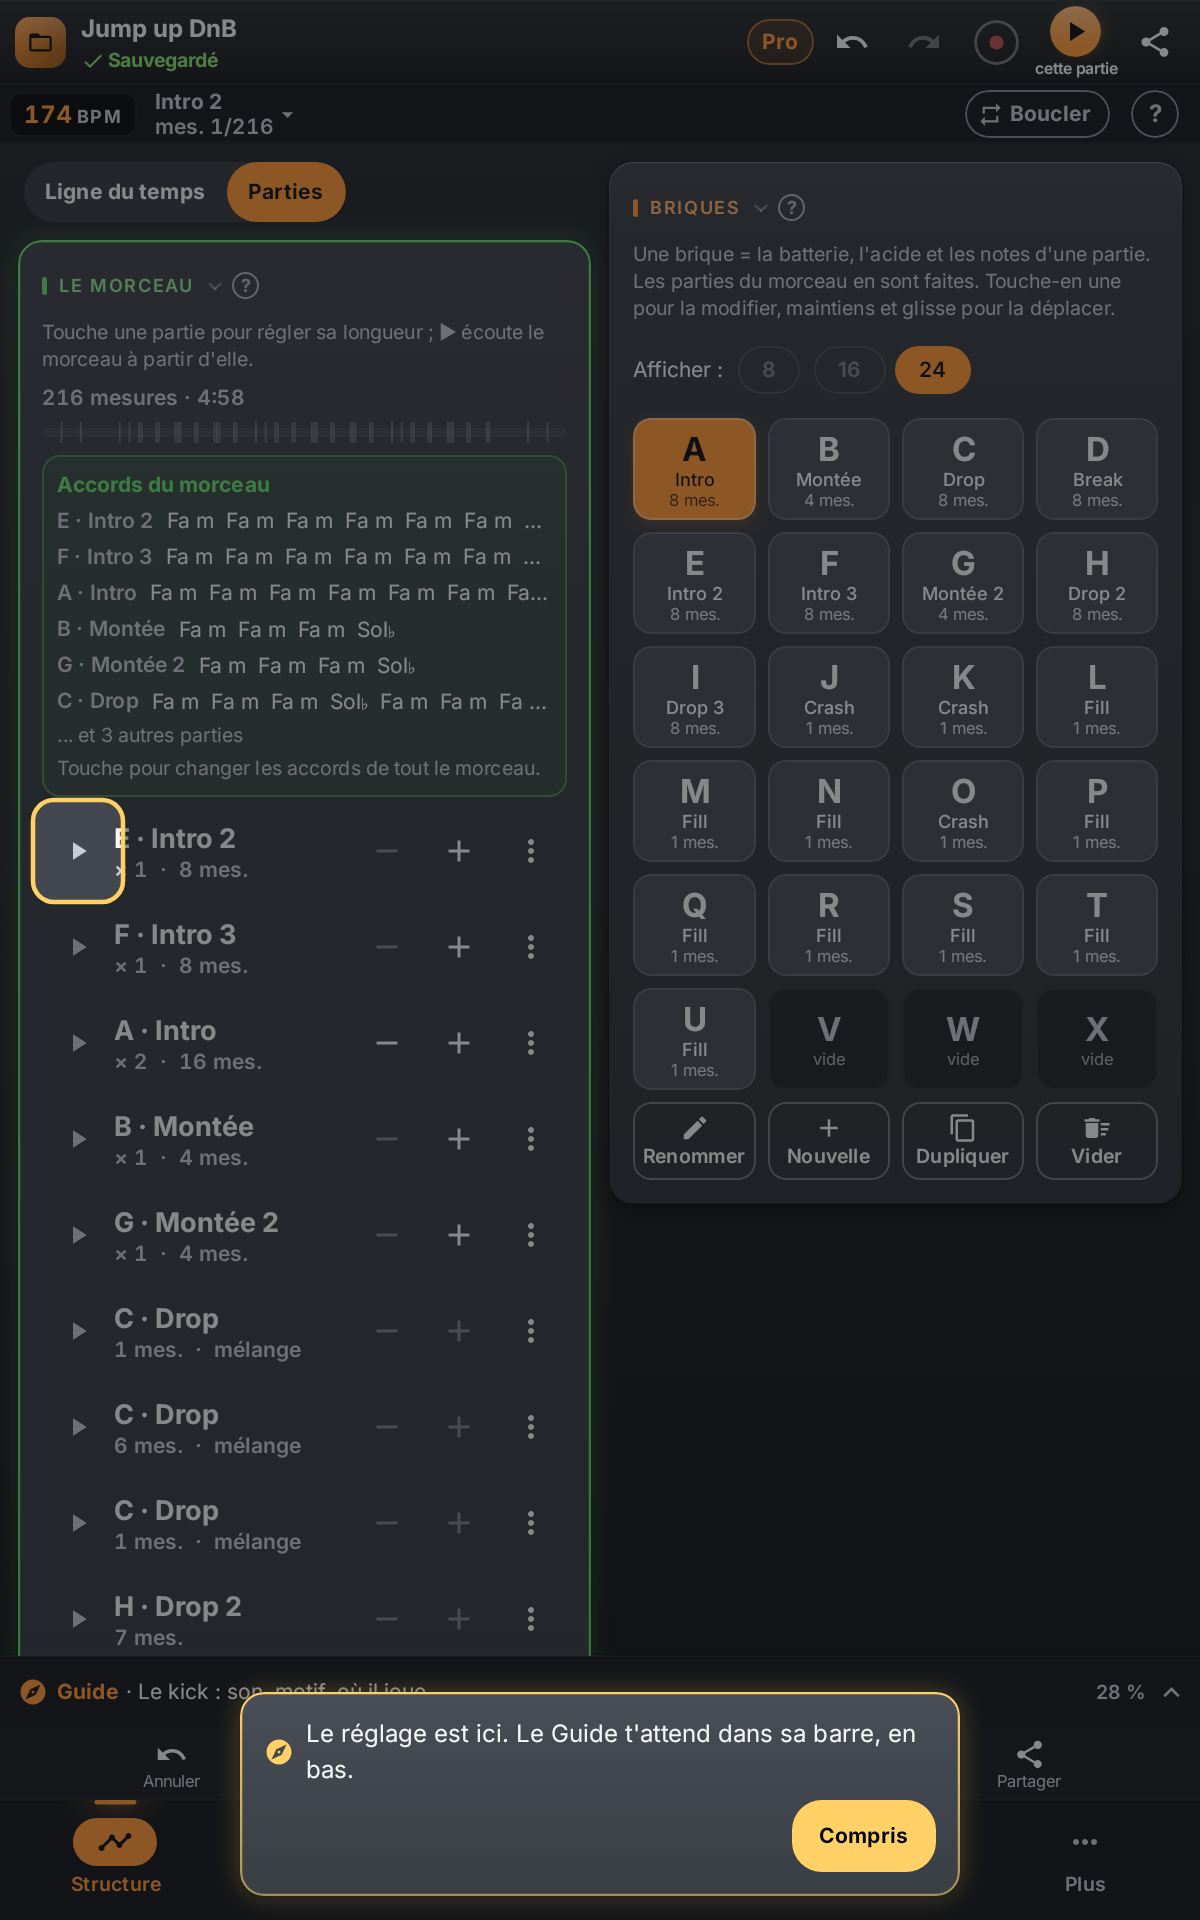 Jump up DnB
Sauvegardé
Pro
cette partie
174 BPM
Intro 2
mes. 1/216
Boucler
?
Ligne du temps
Parties
LE MORCEAU
?
Touche une partie pour régler sa longueur ; ▶ écoute le
morceau à partir d'elle.
216 mesures · 4:58
Accords du morceau
E · Intro 2 Fa m Fa m Fa m Fa m Fa m Fa m ...
F · Intro 3 Fa m Fa m Fa m Fa m Fa m Fa m ...
A · Intro Fa m Fa m Fa m Fa m Fa m Fa m Fa...
B · Montée Fa m Fa m Fa m Sol♭
G · Montée 2 Fa m Fa m Fa m Sol♭
C · Drop Fa m Fa m Fa m Sol♭ Fa m Fa m Fa ...
... et 3 autres parties
Touche pour changer les accords de tout le morceau.
E · Intro 2
× 1 · 8 mes.
F · Intro 3
× 1 · 8 mes.
A · Intro
× 2 · 16 mes.
B · Montée
× 1 · 4 mes.
G · Montée 2
× 1 · 4 mes.
C · Drop
1 mes. · mélange
C · Drop
6 mes. · mélange
C · Drop
1 mes. · mélange
H · Drop 2
7 mes.
BRIQUES
?
Une brique = la batterie, l'acide et les notes d'une partie.
Les parties du morceau en sont faites. Touche-en une
pour la modifier, maintiens et glisse pour la déplacer.
Afficher : 8 16 24
A
Intro
8 mes.
B
Montée
4 mes.
C
Drop
8 mes.
D
Break
8 mes.
E
Intro 2
8 mes.
F
Intro 3
8 mes.
G
Montée 2
4 mes.
H
Drop 2
8 mes.
I
Drop 3
8 mes.
J
Crash
1 mes.
K
Crash
1 mes.
L
Fill
1 mes.
M
Fill
1 mes.
N
Fill
1 mes.
O
Crash
1 mes.
P
Fill
1 mes.
Q
Fill
1 mes.
R
Fill
1 mes.
S
Fill
1 mes.
T
Fill
1 mes.
U
Fill
1 mes.
V
vide
W
vide
X
vide
Renommer
Nouvelle
Dupliquer
Vider
Guide · Le kick : son, motif, où il joue
28 %
Le réglage est ici. Le Guide t'attend dans sa barre, en
bas.
Compris
Annuler
Partager
Structure
Plus